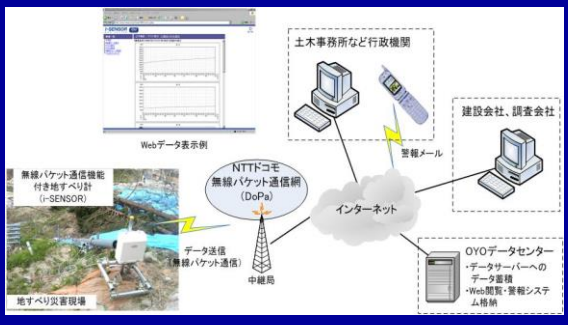 i-SENSOR
Webデータ表示例
土木事務所など行政機関
建設会社、調査会社
警報メール
無線パケット通信機能
付き地すべり計
(i-SENSOR)
NTTドコモ
無線パケット通信網
(DoPa)
インターネット
データ送信
(無線パケット通信)
中継局
地すべり災害現場
OYOデータセンター
・データサーバーへの
データ蓄積
・Web閲覧・警報システ
ム格納